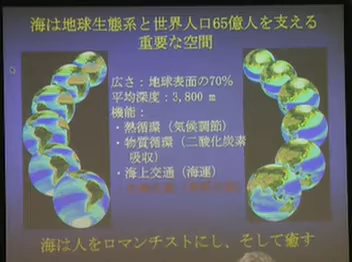 海は地球生態系と世界人口65億人を支える
重要な空間
広さ：地球表面の70%
平均深度：3,800 m
機能：
・熱循環（気候調節）
・物質循環（二酸化炭素
吸収）
・海上交通（海運）
海は人をロマンチストにし、そして癒す